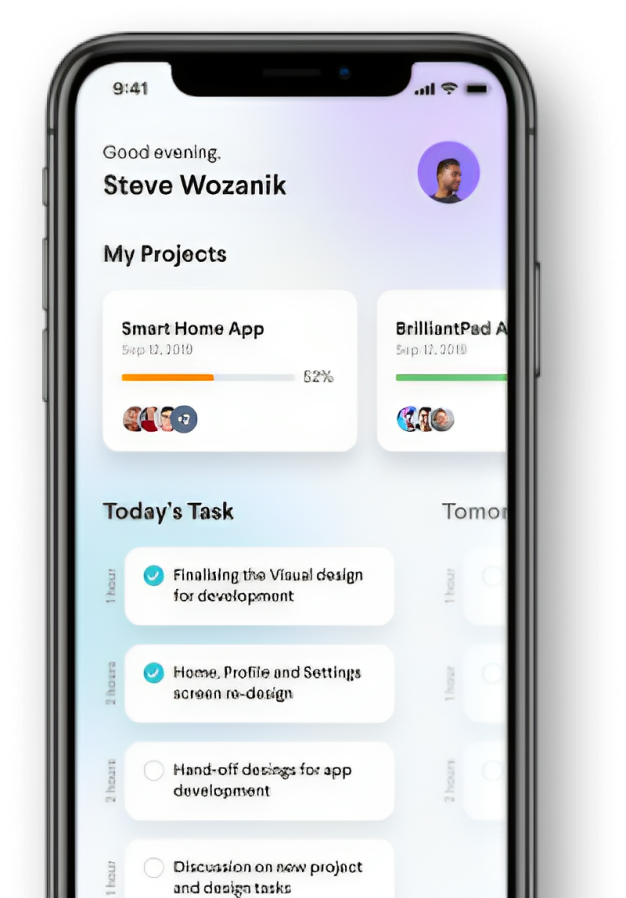 9:41
Good evening,
Steve Wozanik
My Projects
Smart Home App
Sep 12, 2019
52%
BrilliantPad A
Sep 12, 2019
Today's Task
Tomor
1 hour
Finalising the Visual design
for development
1 hour
2 hours
Home, Profile and Settings
screen re-design
1 hour
2 hours
Hand-off desings for app
development
2 hours
1 hour
Discussion on new project
and design tasks